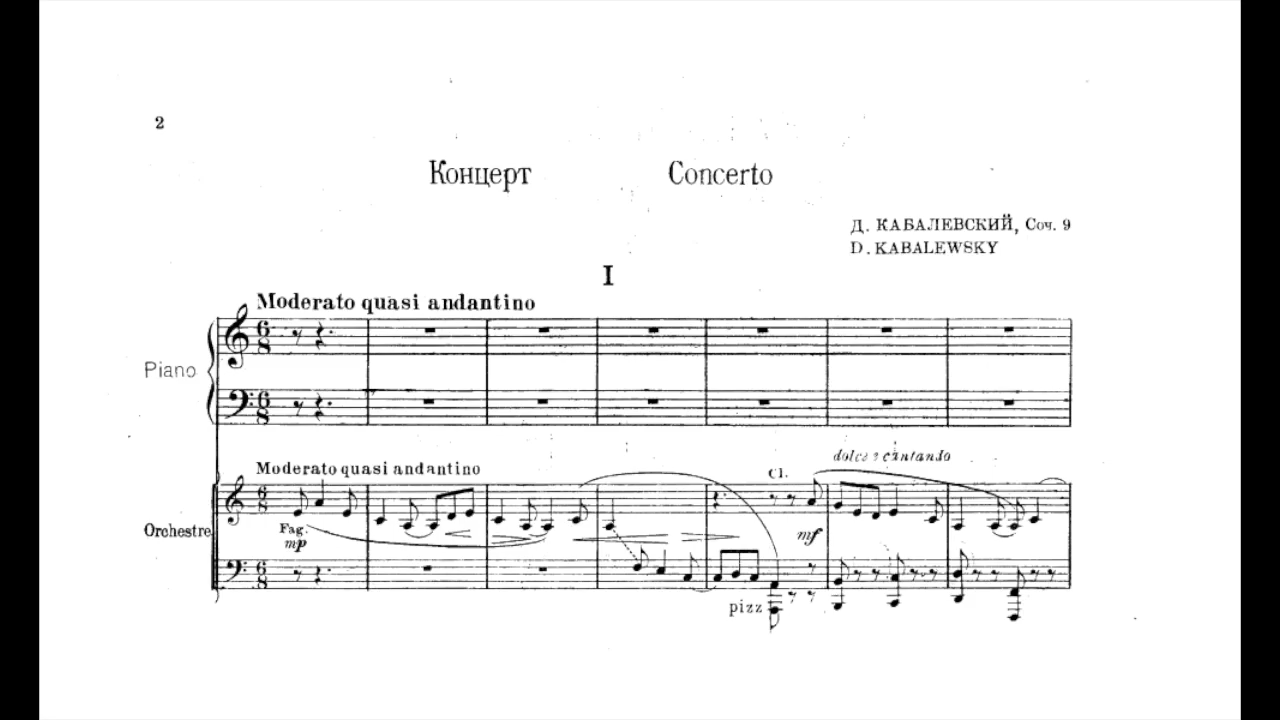 2
Концерт Concerto
Д. КАБАЛЕВСКИЙ, Соч. 9
D. KABALEWSKY
I
Moderato quasi andantino
Piano
Moderato quasi andantino
dolce e cantando
Cl.
Orchestre
Fag.
mp
mf
pizz